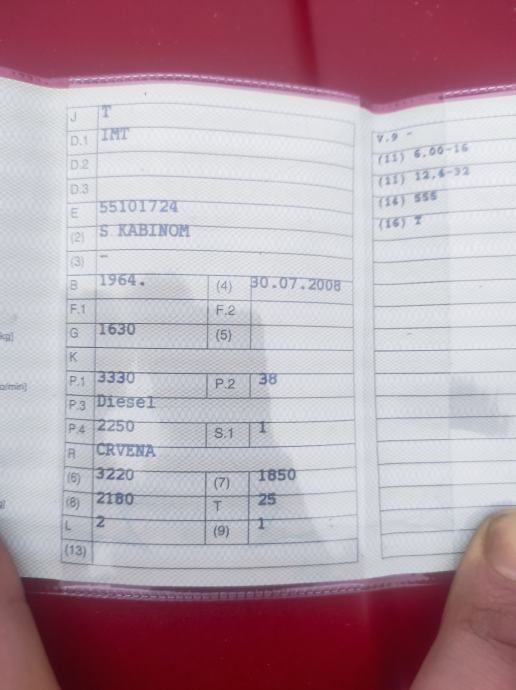 J T
D.1 IMT
D.2
D.3
E 55101724
(2) S KABINOM
(3) -
B 1964. (4) 30.07.2008
F.1 F.2
G 1630 (5)
K
P.1 3330 P.2 38
P.3 Diesel
P.4 2250 S.1 1
R CRVENA
(6) 3220 (7) 1850
(8) 2180 T 25
L 2 (9) 1
(13)
V.9 -
(11) 6,00-16
(11) 12,4-32
(14) 555
(16) T
kg]
o/min]